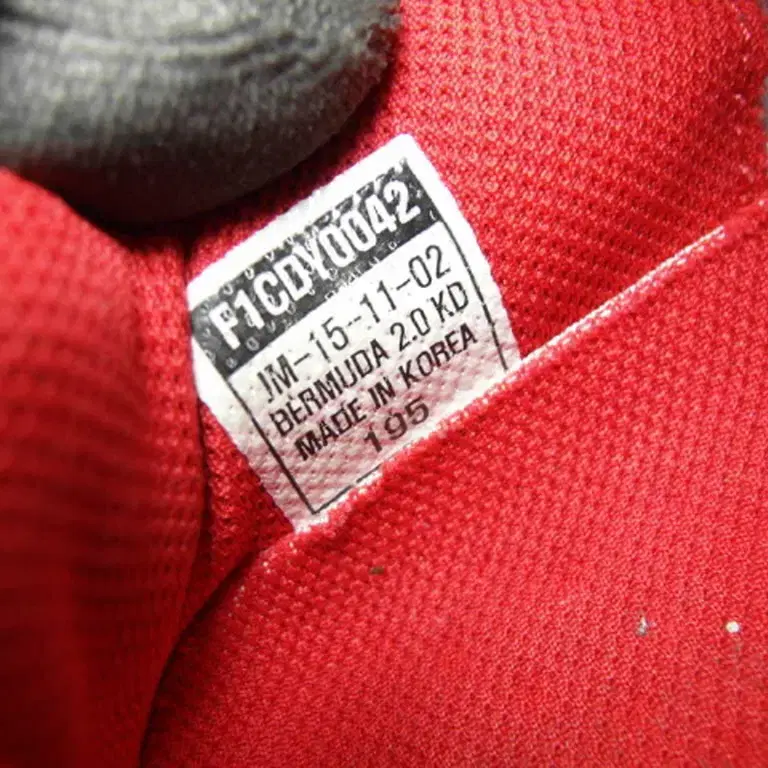 F1CDY0042
JM-15-11-02
BERMUDA 2.0 KD
MADE IN KOREA
195